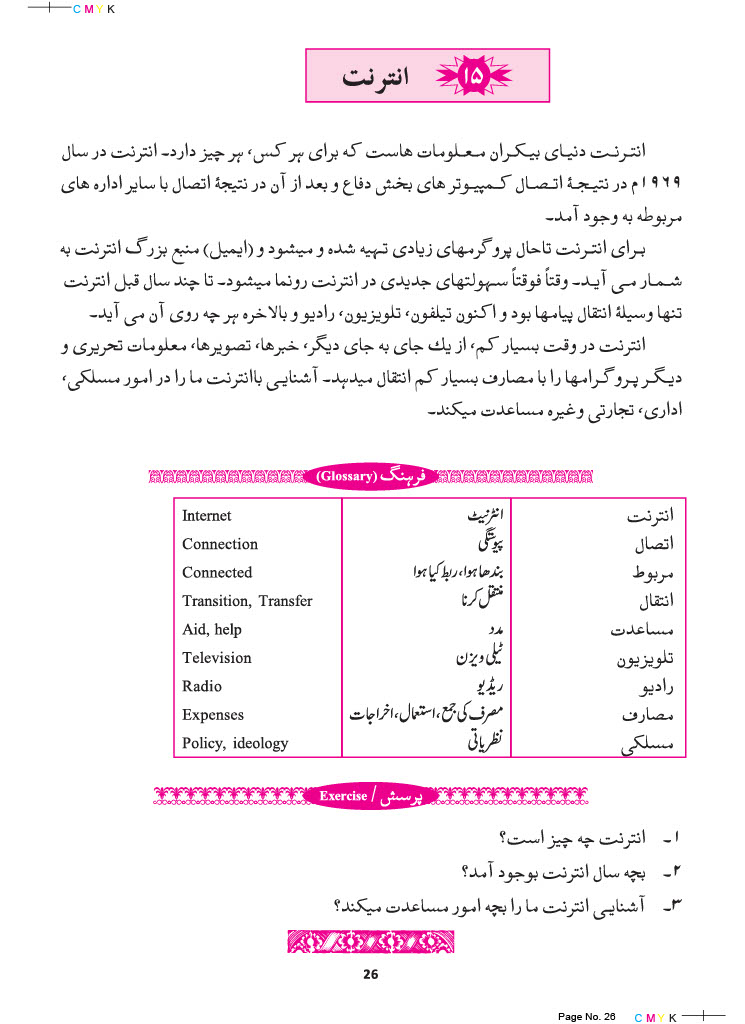 CMYK
۱۵ انترنت
انترنت دنیای بیکران معلومات هاست که برای هر کس، هر چیز دارد۔ انترنت در سال
۱۹۶۹م در نتیجۀ اتصال کمپیوتر های بخش دفاع و بعد از آن در نتیجۀ اتصال با سایر اداره های
مربوطه به وجود آمد۔
برای انترنت تاحال پروگرمهای زیادی تهیه شده و میشود و (ایمیل) منبع بزرگ انترنت به
شمار می آید۔ وقتاً فوقتاً سهولتهای جدیدی در انترنت رونما میشود۔ تا چند سال قبل انترنت
تنها وسیلۀ انتقال پیامها بود و اکنون تیلفون، تلویزیون، رادیو و بالاخره هر چه روی آن می آید۔
انترنت در وقت بسیار کم، از یك جای به جای دیگر، خبرها، تصویرها، معلومات تحریری و
دیگر پروگرامها را با مصارف بسیار کم انتقال میدهد۔ آشنایی باانترنت ما را در امور مسلکی،
اداری، تجارتی وغیره مساعدت میکند۔
فرہنگ (Glossary)
انترنت انٹرنیٹ Internet
اتصال پیوستگی Connection
مربوط بندھا ہوا، ربط کیا ہوا Connected
انتقال منتقل کرنا Transition, Transfer
مساعدت مدد Aid, help
تلویزیون ٹیلی ویزن Television
رادیو ریڈیو Radio
مصارف مصرف کی جمع، استعمال، اخراجات Expenses
مسلکی نظریاتی Policy, ideology
پرسش / Exercise
۱۔ انترنت چه چیز است؟
۲۔ بچه سال انترنت بوجود آمد؟
۳۔ آشنایی انترنت ما را بچه امور مساعدت میکند؟
26
Page No. 26 CMYK